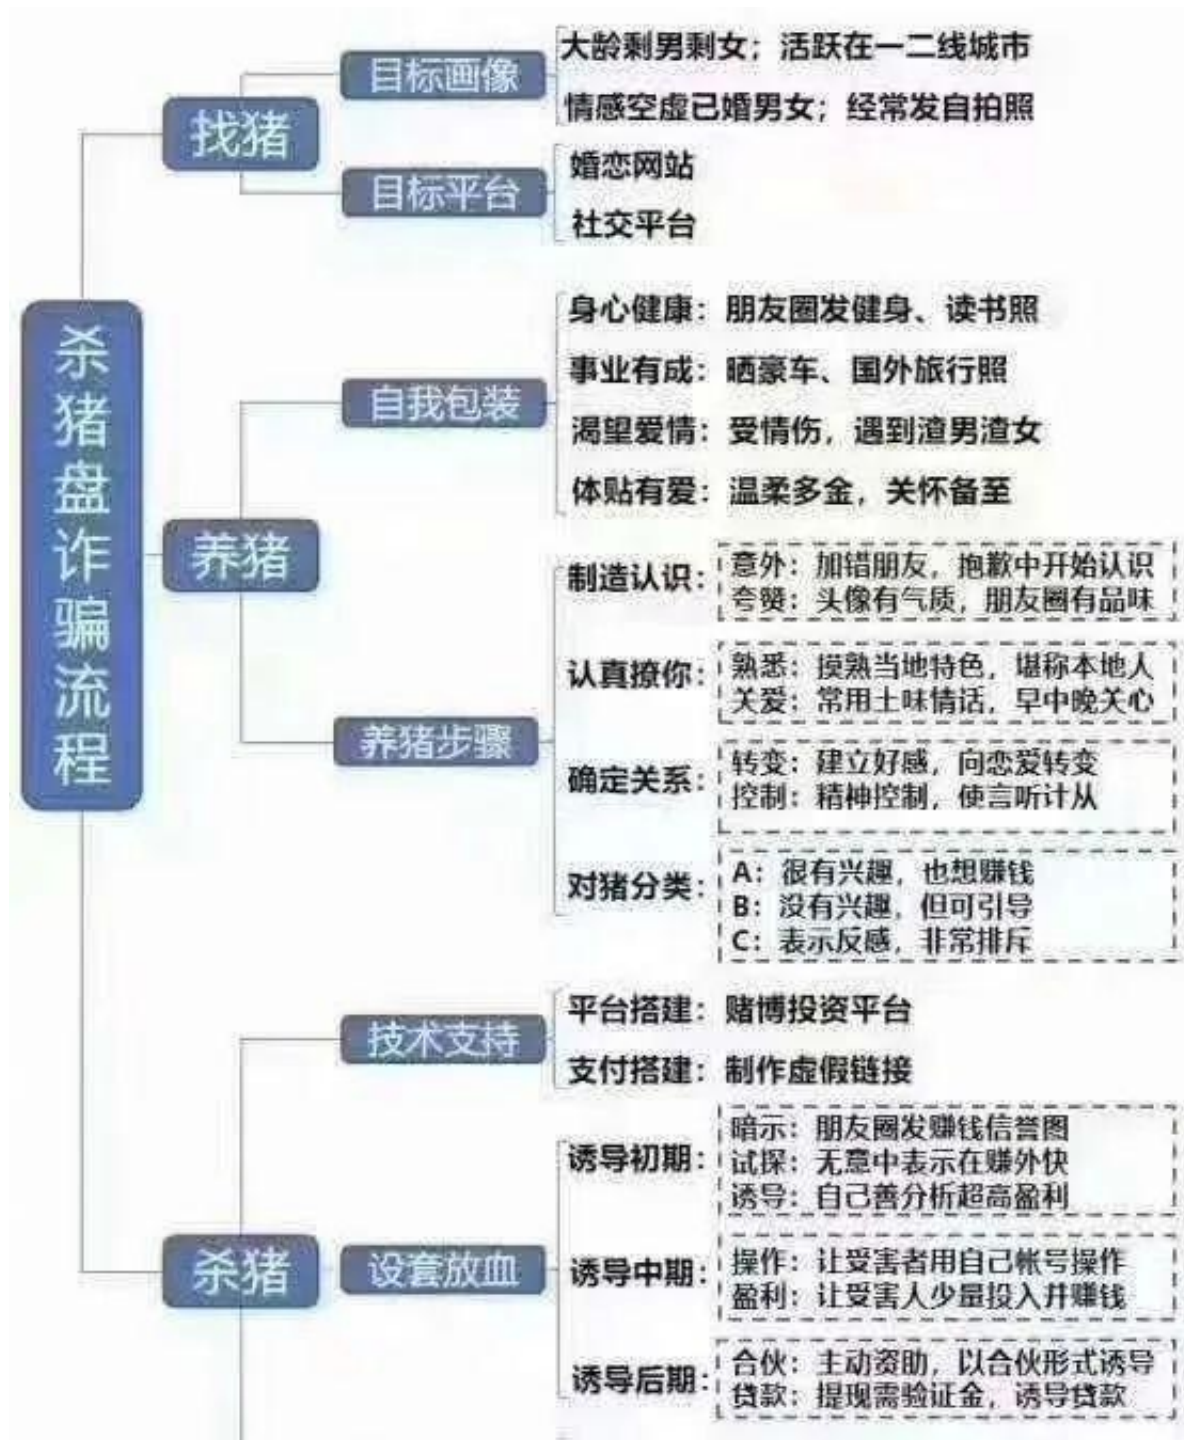 杀猪盘诈骗流程
找猪
目标画像
大龄剩男剩女；活跃在一二线城市
情感空虚已婚男女；经常发自拍照
目标平台
婚恋网站
社交平台
养猪
自我包装
身心健康：朋友圈发健身、读书照
事业有成：晒豪车、国外旅行照
渴望爱情：受情伤，遇到渣男渣女
体贴有爱：温柔多金，关怀备至
养猪步骤
制造认识：
意外：加错朋友，抱歉中开始认识
夸赞：头像有气质，朋友圈有品味
认真撩你：
熟悉：摸熟当地特色，堪称本地人
关爱：常用土味情话，早中晚关心
确定关系：
转变：建立好感，向恋爱转变
控制：精神控制，使言听计从
对猪分类：
A：很有兴趣，也想赚钱
B：没有兴趣，但可引导
C：表示反感，非常排斥
杀猪
技术支持
平台搭建：赌博投资平台
支付搭建：制作虚假链接
设套放血
诱导初期：
暗示：朋友圈发赚钱信誉图
试探：无意中表示在赚外快
诱导：自己善分析超高盈利
诱导中期：
操作：让受害者用自己帐号操作
盈利：让受害人少量投入并赚钱
诱导后期：
合伙：主动资助，以合伙形式诱导
贷款：提现需验证金，诱导贷款